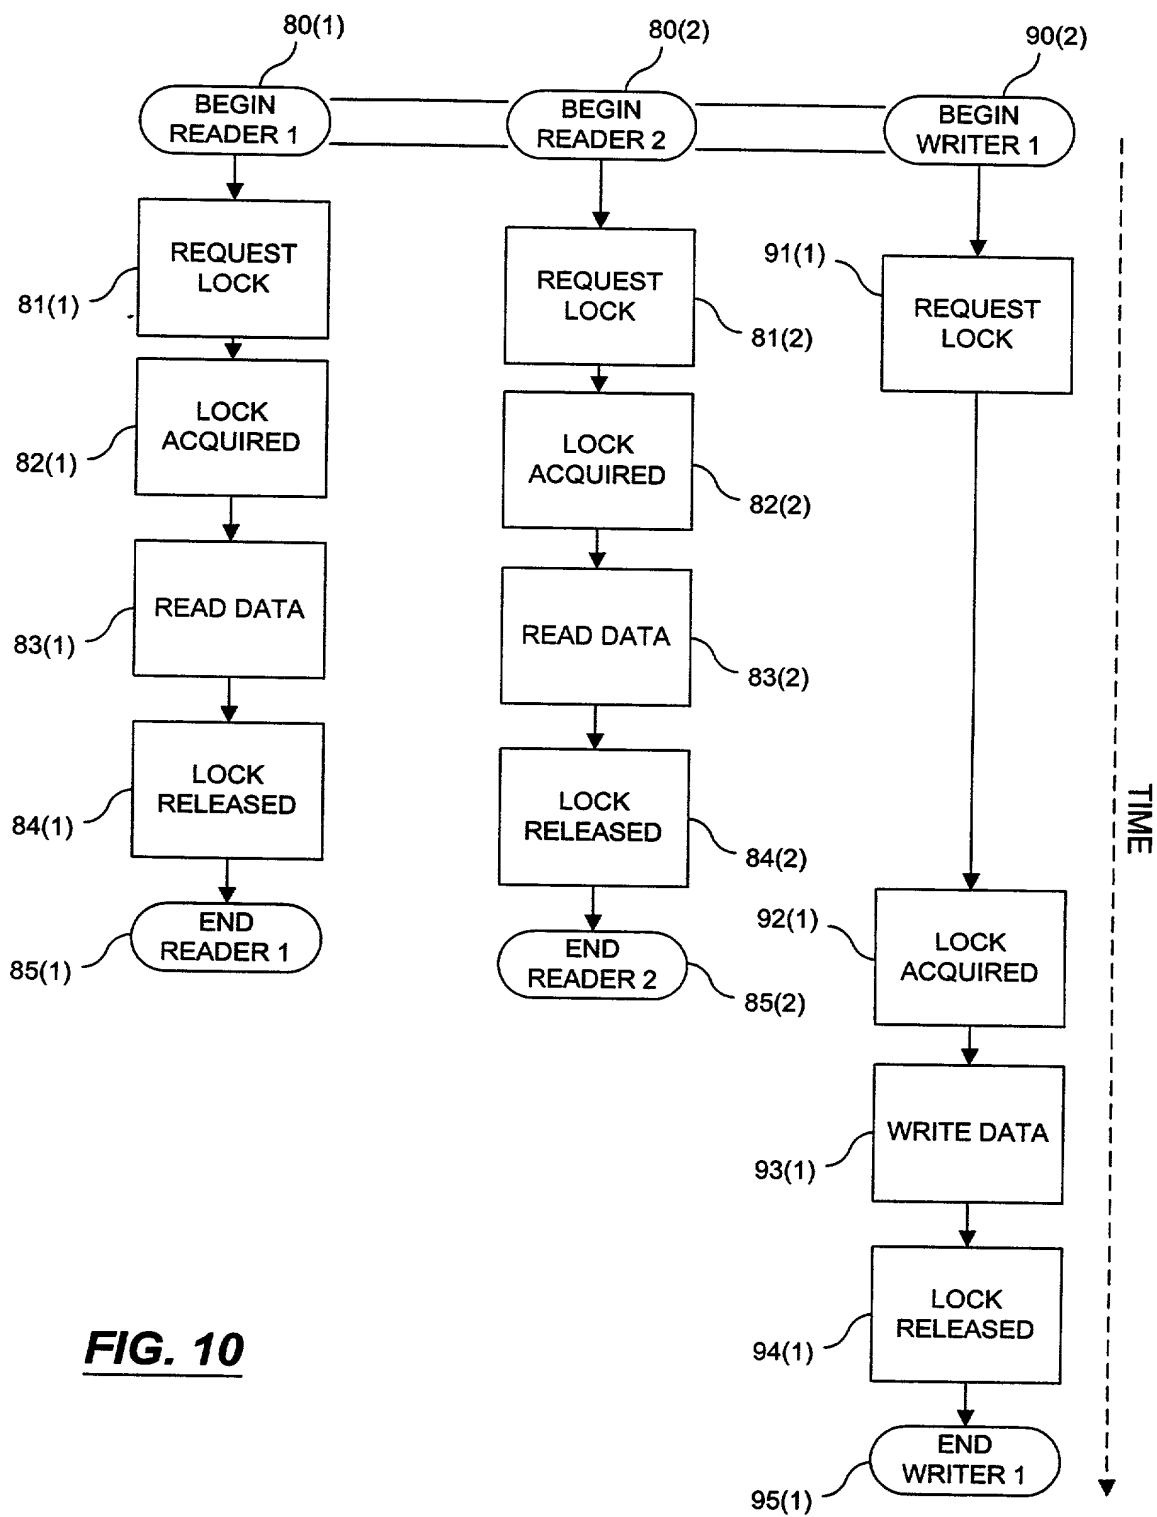 80(1)
80(2)
90(2)
BEGIN
READER 1
BEGIN
READER 2
BEGIN
WRITER 1
REQUEST
LOCK
81(1)
REQUEST
LOCK
81(2)
91(1)
REQUEST
LOCK
LOCK
ACQUIRED
82(1)
LOCK
ACQUIRED
82(2)
READ DATA
83(1)
READ DATA
83(2)
LOCK
RELEASED
84(1)
LOCK
RELEASED
84(2)
TIME
END
READER 1
85(1)
END
READER 2
85(2)
92(1)
LOCK
ACQUIRED
WRITE DATA
93(1)
LOCK
RELEASED
94(1)
FIG. 10
END
WRITER 1
95(1)